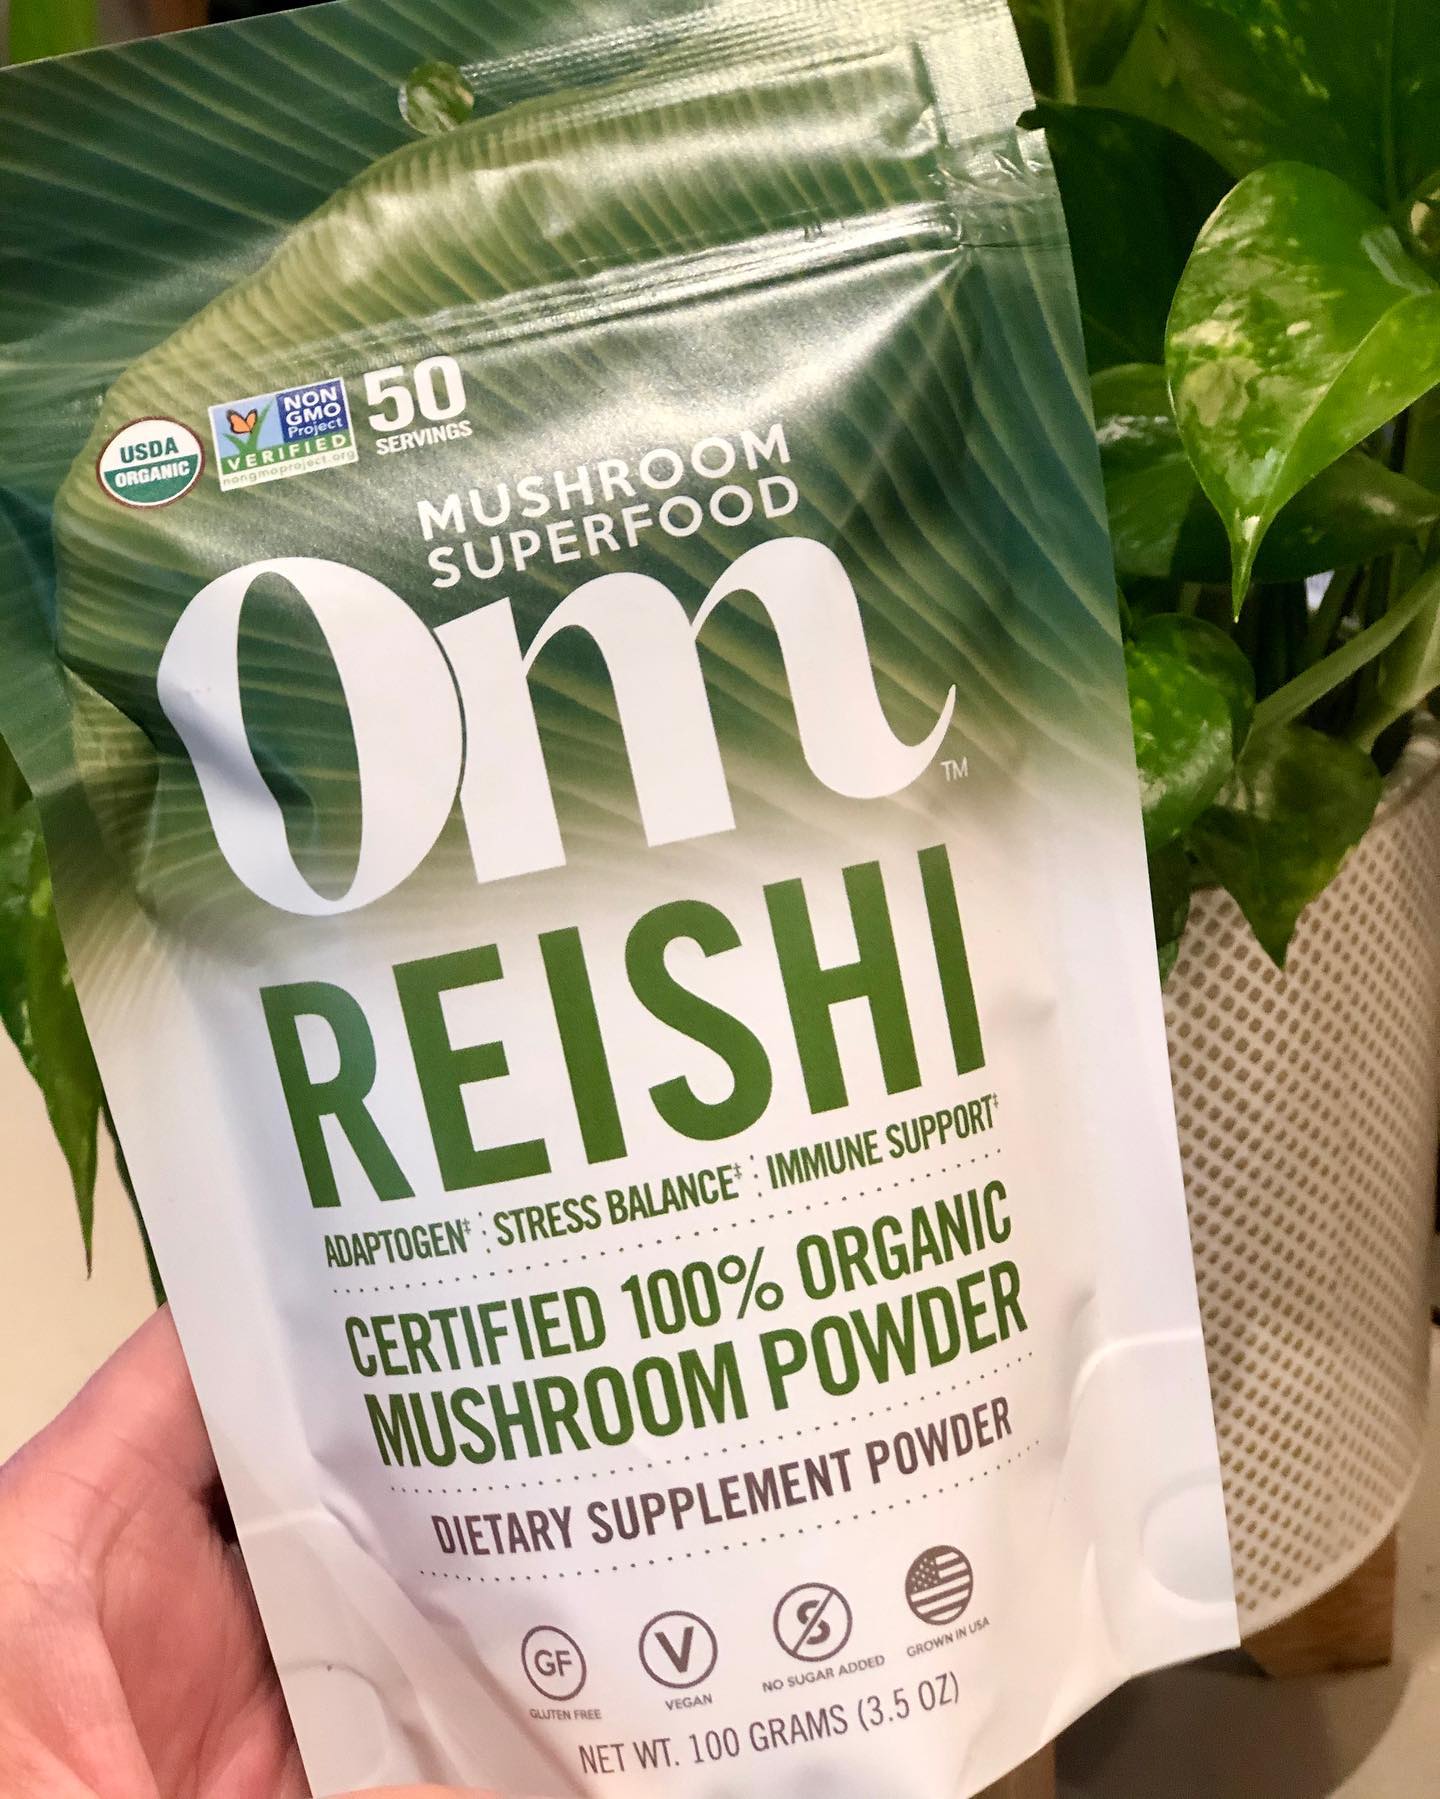 USDA
ORGANIC
NON
GMO
Project
VERIFIED
nongmoproject.org
50
SERVINGS
MUSHROOM
SUPERFOOD
Om™
REISHI
ADAPTOGEN‡ : STRESS BALANCE‡ : IMMUNE SUPPORT‡
CERTIFIED 100% ORGANIC
MUSHROOM POWDER
DIETARY SUPPLEMENT POWDER
GF
GLUTEN FREE
V
VEGAN
S
NO SUGAR ADDED
GROWN IN USA
NET WT. 100 GRAMS (3.5 OZ)